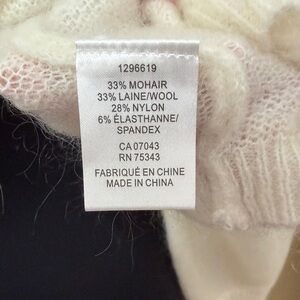 1296619
33% MOHAIR
33% LAINE/WOOL
28% NYLON
6% ÉLASTHANNE/
SPANDEX
CA 07043
RN 75343
FABRIQUÉ EN CHINE
MADE IN CHINA